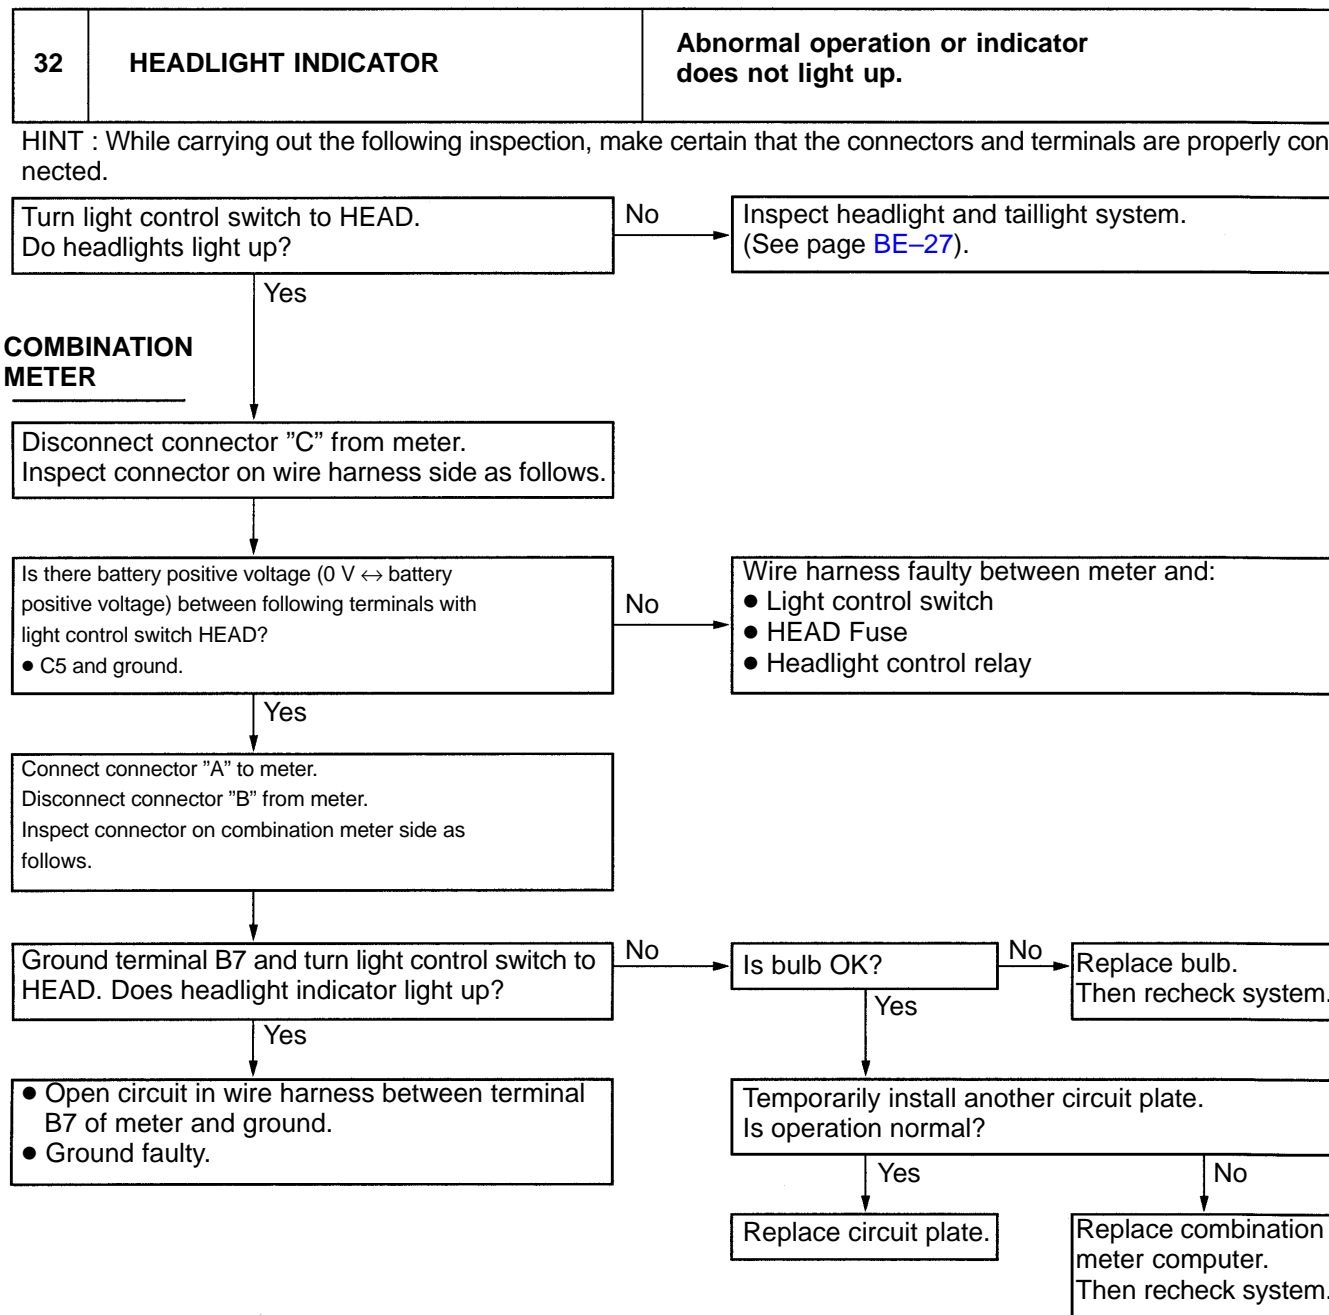 32
HEADLIGHT INDICATOR
Abnormal operation or indicator
does not light up.
HINT : While carrying out the following inspection, make certain that the connectors and terminals are properly con
nected.
Turn light control switch to HEAD.
Do headlights light up?
No
Inspect headlight and taillight system.
(See page BE–27).
Yes
COMBINATION
METER
Disconnect connector ”C” from meter.
Inspect connector on wire harness side as follows.
Is there battery positive voltage (0 V ↔ battery
positive voltage) between following terminals with
light control switch HEAD?
● C5 and ground.
No
Wire harness faulty between meter and:
● Light control switch
● HEAD Fuse
● Headlight control relay
Yes
Connect connector ”A” to meter.
Disconnect connector ”B” from meter.
Inspect connector on combination meter side as
follows.
Ground terminal B7 and turn light control switch to
HEAD. Does headlight indicator light up?
No
Is bulb OK?
No
Replace bulb.
Then recheck system.
Yes
Yes
● Open circuit in wire harness between terminal
B7 of meter and ground.
● Ground faulty.
Temporarily install another circuit plate.
Is operation normal?
Yes
No
Replace circuit plate.
Replace combination
meter computer.
Then recheck system.